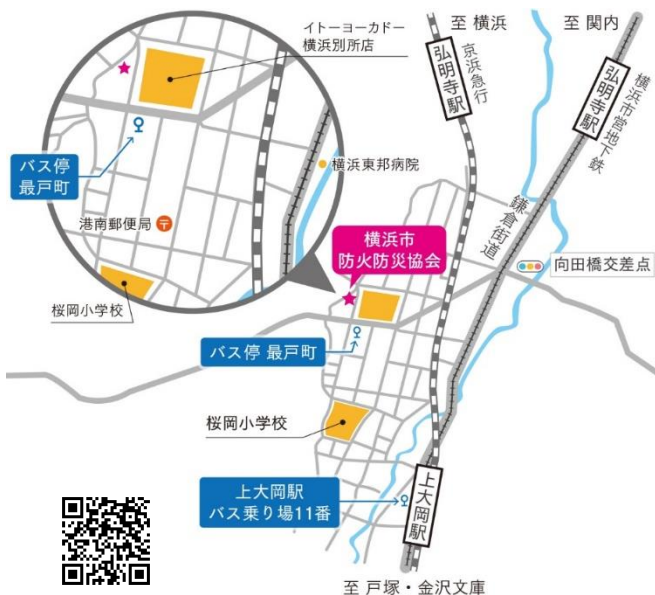 イトーヨーカドー
横浜別所店
至 横浜
至 関内
弘明寺駅
京浜急行
弘明寺駅
横浜市営地下鉄
バス停
最戸町
横浜東邦病院
港南郵便局
〒
鎌倉街道
横浜市
防火防災協会
向田橋交差点
桜岡小学校
バス停 最戸町
桜岡小学校
上大岡駅
バス乗り場11番
上大岡駅
至 戸塚・金沢文庫